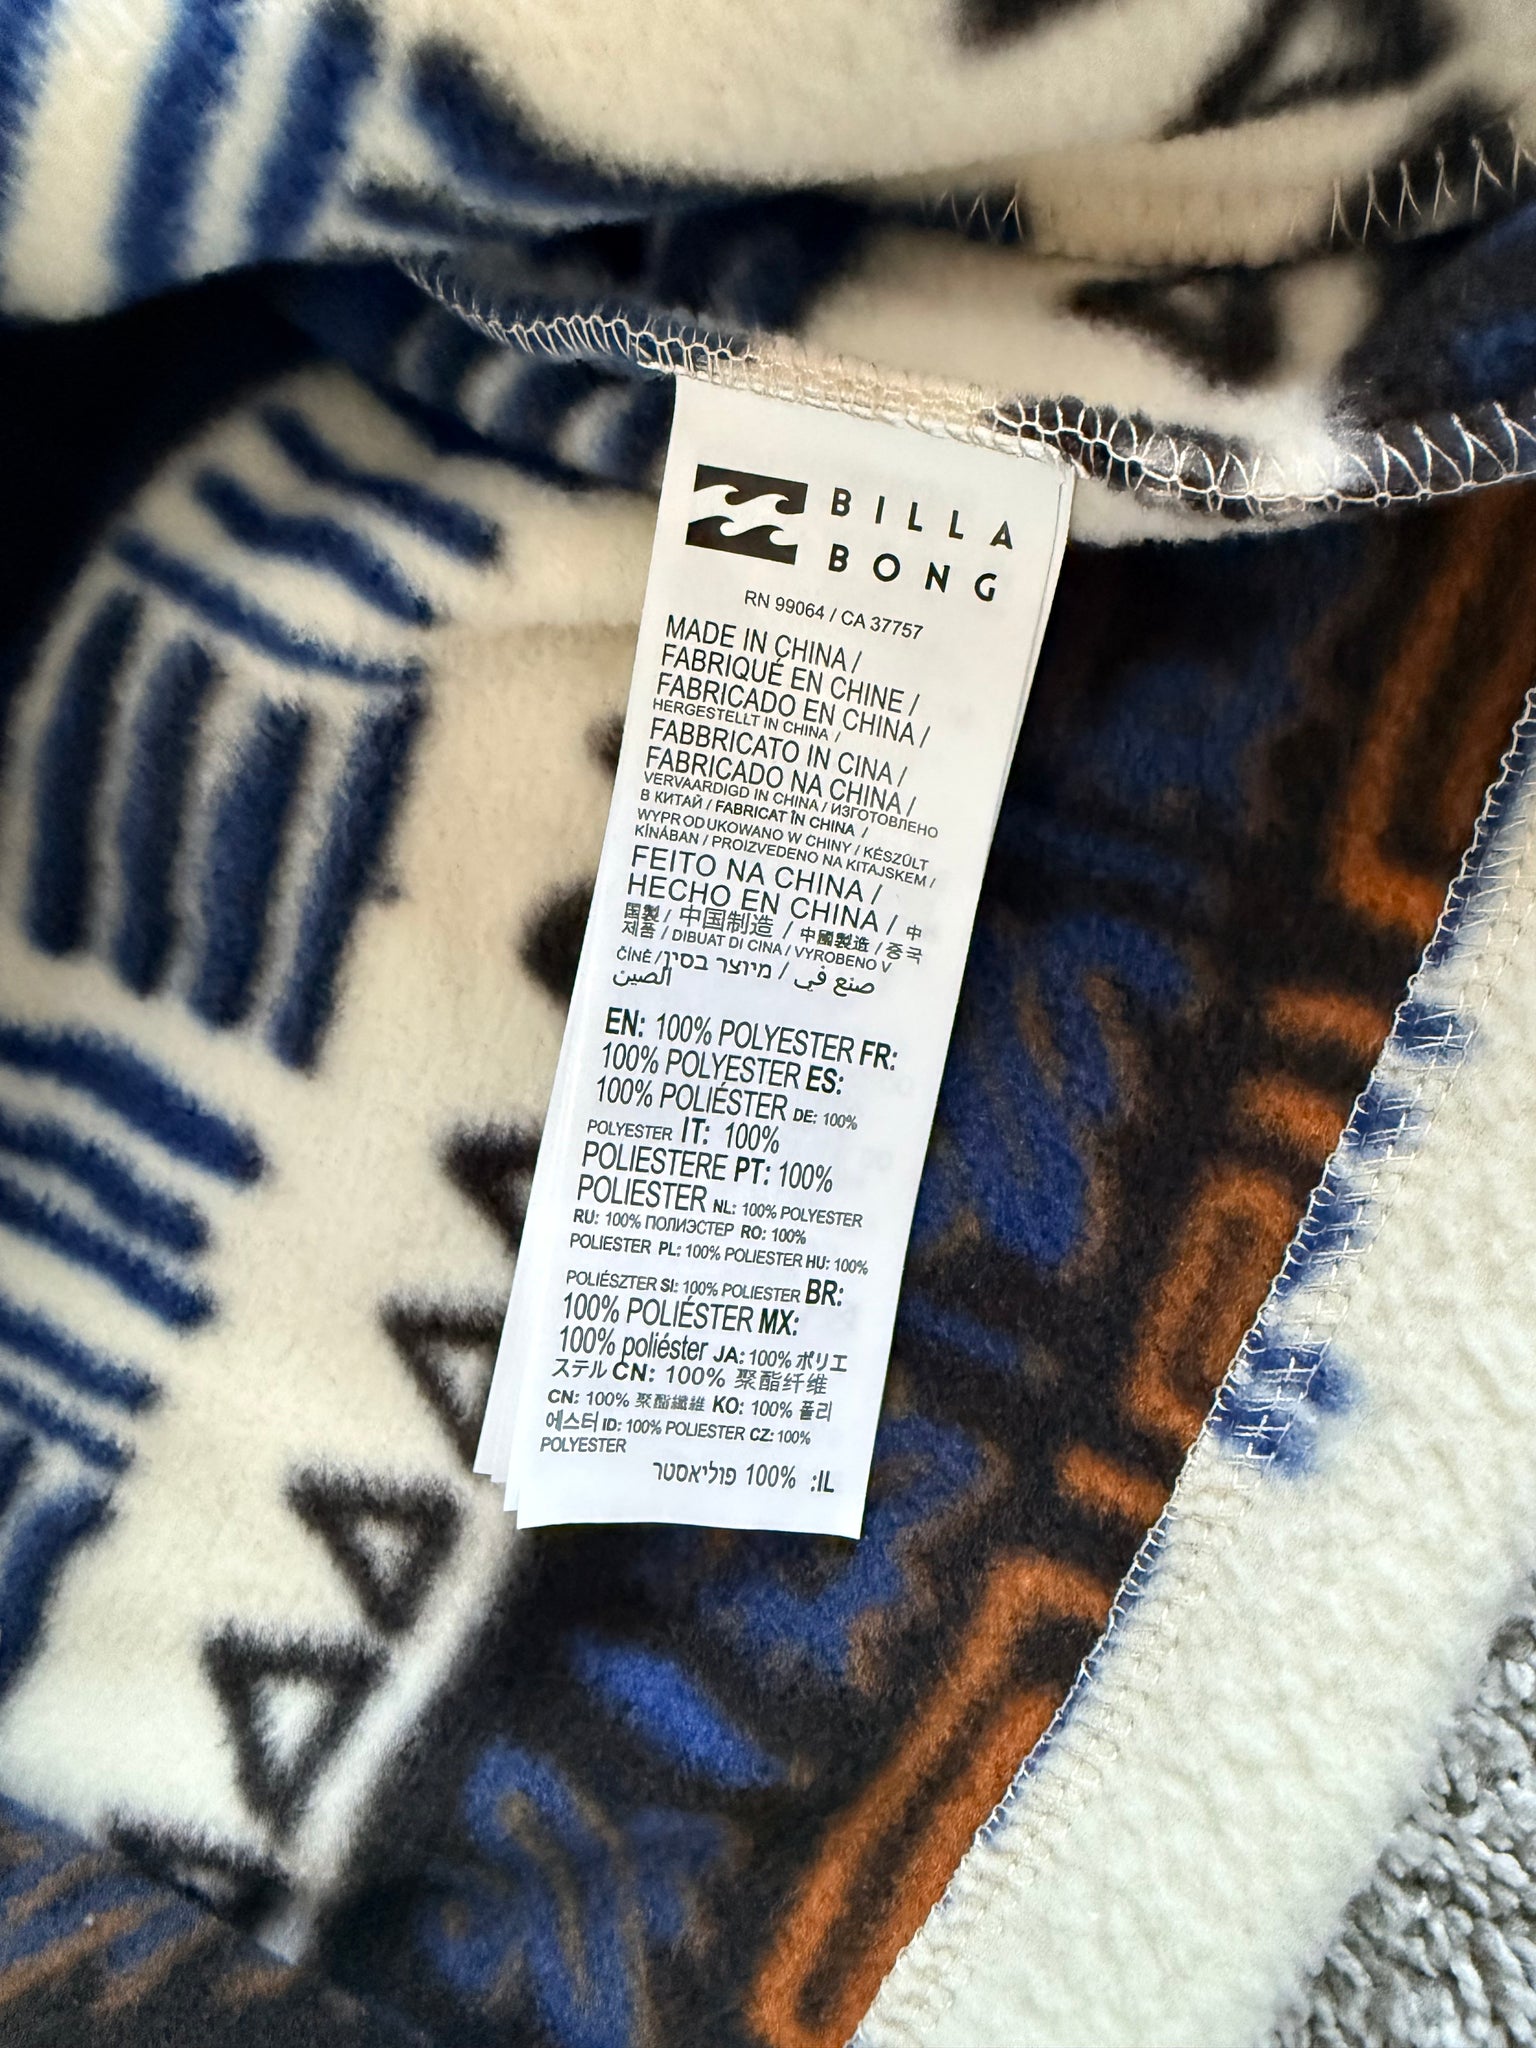 BILLA
BONG
RN 99064 / CA 37757
MADE IN CHINA /
FABRIQUÉ EN CHINE /
FABRICADO EN CHINA /
HERGESTELLT IN CHINA /
FABBRICATO IN CINA /
FABRICADO NA CHINA /
VERVAARDIGD IN CHINA / ИЗГОТОВЛЕНО
В КИТАЙ / FABRICAT ÎN CHINA /
WYPRODUKOWANO W CHINY / KÉSZÜLT
KÍNÁBAN / PROIZVEDENO NA KITAJSKEM /
FEITO NA CHINA /
HECHO EN CHINA / 中
国製 / 中国制造 / 中國製造 / 중국
제품 / DIBUAT DI CINA / VYROBENO V
ČÍNĚ / מיוצר בסין / صنع في
الصين
EN: 100% POLYESTER FR:
100% POLYESTER ES:
100% POLIÉSTER DE: 100%
POLYESTER IT: 100%
POLIESTERE PT: 100%
POLIESTER NL: 100% POLYESTER
RU: 100% ПОЛИЭСТЕР RO: 100%
POLIESTER PL: 100% POLIESTER HU: 100%
POLIÉSZTER SI: 100% POLIESTER BR:
100% POLIÉSTER MX:
100% poliéster JA: 100% ポリエ
ステル CN: 100% 聚酯纤维
CN: 100% 聚酯纖維 KO: 100% 폴리
에스터 ID: 100% POLIESTER CZ: 100%
POLYESTER
IL: 100% פוליאסטר